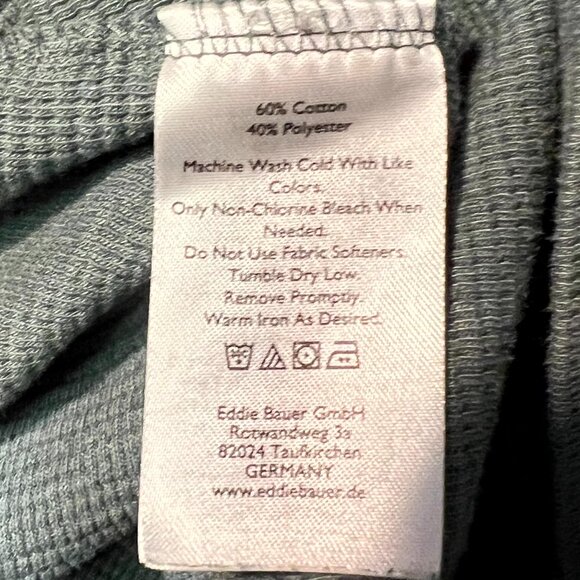 60% Cotton
40% Polyester
Machine Wash Cold With Like
Colors.
Only Non-Chlorine Bleach When
Needed.
Do Not Use Fabric Softeners.
Tumble Dry Low.
Remove Promptly.
Warm Iron As Desired.
Eddie Bauer GmbH
Rotwandweg 3a
82024 Taufkirchen
GERMANY
www.eddiebauer.de